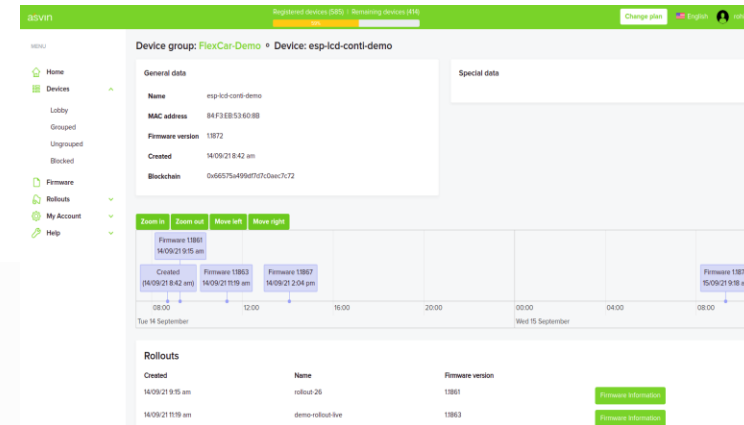 asvin
Registered devices (585) | Remaining devices (414)
Change plan
English
MENU
Home
Devices
Lobby
Grouped
Ungrouped
Blocked
Firmware
Rollouts
My Account
Help
Device group: FlexCar-Demo Device: esp-lcd-conti-demo
General data
Name esp-lcd-conti-demo
MAC address 84:F3:EB:53:60:8B
Firmware version 1.1872
Created 14/09/21 8:42 am
Blockchain 0x66575a499df7d7c0aec7c72
Special data
Zoom in Zoom out Move left Move right
Firmware 1.1861
14/09/21 9:15 am
Created
(14/09/21 8:42 am)
Firmware 1.1863
14/09/21 11:19 am
Firmware 1.1867
14/09/21 2:04 pm
Firmware 1.187
15/09/21 9:18 a
08:00 12:00 16:00 20:00 00:00 04:00 08:00
Tue 14 September Wed 15 September
Rollouts
Created Name Firmware version
14/09/21 9:15 am rollout-26 1.1861 Firmware Information
14/09/21 11:19 am demo-rollout-live 1.1863 Firmware Information